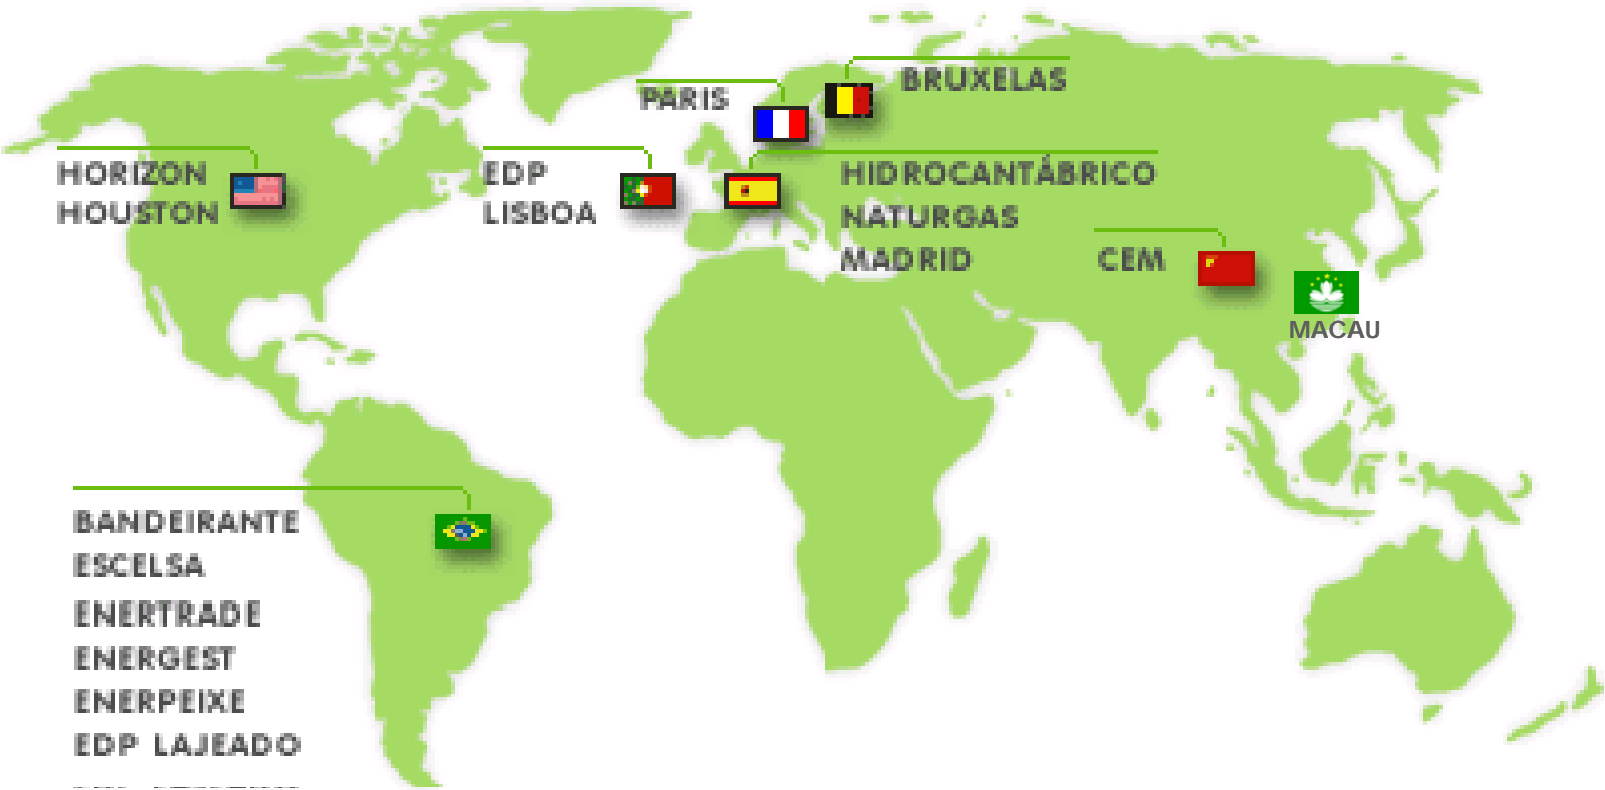 BRUXELAS
PARIS
HORIZON
HOUSTON
EDP
LISBOA
HIDROCANTÁBRICO
NATURGAS
MADRID
CEM
MACAU
BANDEIRANTE
ESCELSA
ENERTRADE
ENERGEST
ENERPEIXE
EDP LAJEADO